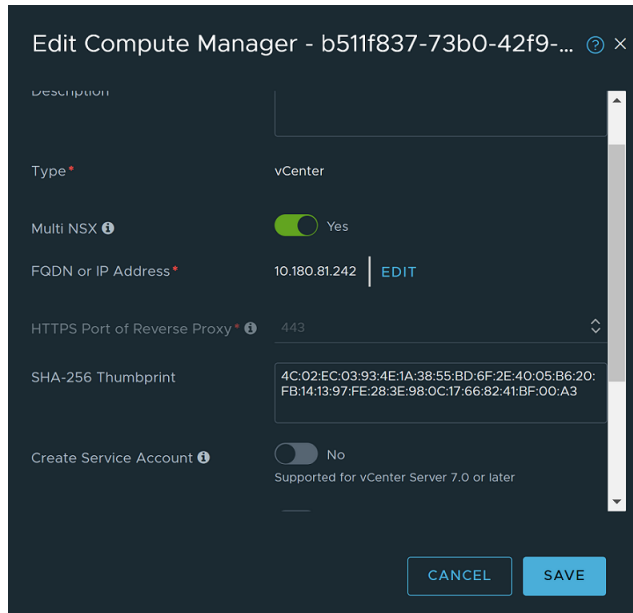 Edit Compute Manager - b511f837-73b0-42f9-...
Description
Type*
vCenter
Multi NSX
Yes
FQDN or IP Address*
10.180.81.242
EDIT
HTTPS Port of Reverse Proxy*
443
SHA-256 Thumbprint
4C:02:EC:03:93:4E:1A:38:55:BD:6F:2E:40:05:B6:20:
FB:14:13:97:FE:28:3E:98:0C:17:66:82:41:BF:00:A3
Create Service Account
No
Supported for vCenter Server 7.0 or later
CANCEL
SAVE